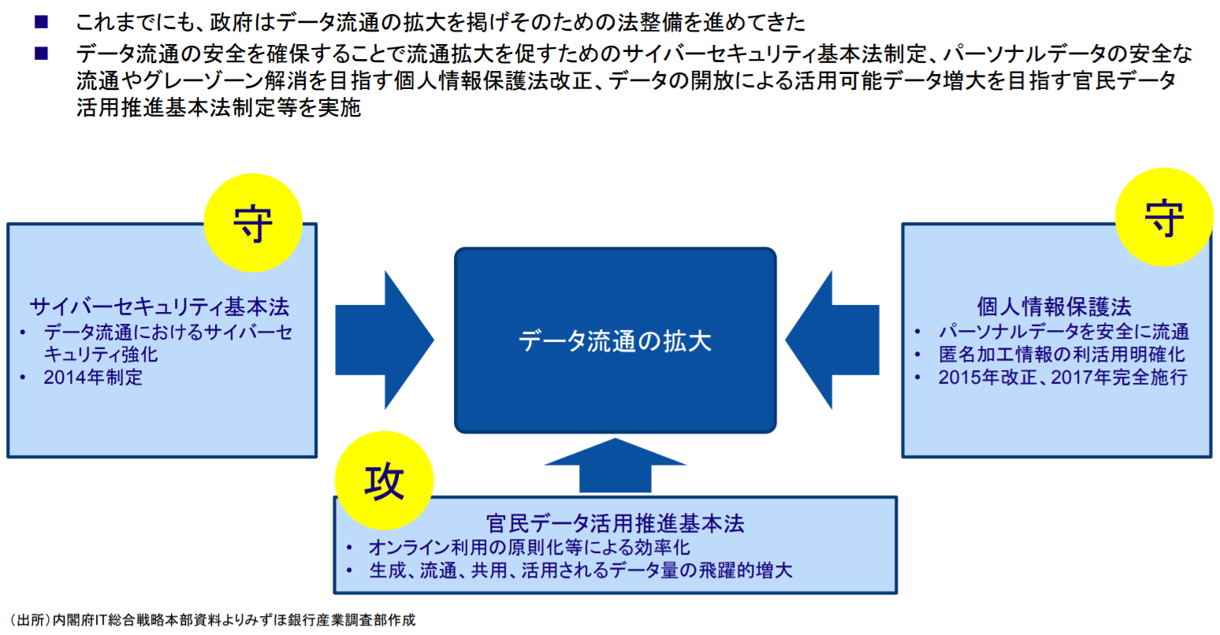 ■ これまでにも、政府はデータ流通の拡大を掲げそのための法整備を進めてきた
■ データ流通の安全を確保することで流通拡大を促すためのサイバーセキュリティ基本法制定、パーソナルデータの安全な
流通やグレーゾーン解消を目指す個人情報保護法改正、データの開放による活用可能データ増大を目指す官民データ
活用推進基本法制定等を実施
守
サイバーセキュリティ基本法
• データ流通におけるサイバーセ
キュリティ強化
• 2014年制定
データ流通の拡大
守
個人情報保護法
• パーソナルデータを安全に流通
• 匿名加工情報の利活用明確化
• 2015年改正、2017年完全施行
攻
官民データ活用推進基本法
• オンライン利用の原則化等による効率化
• 生成、流通、共用、活用されるデータ量の飛躍的増大
（出所）内閣府IT総合戦略本部資料よりみずほ銀行産業調査部作成